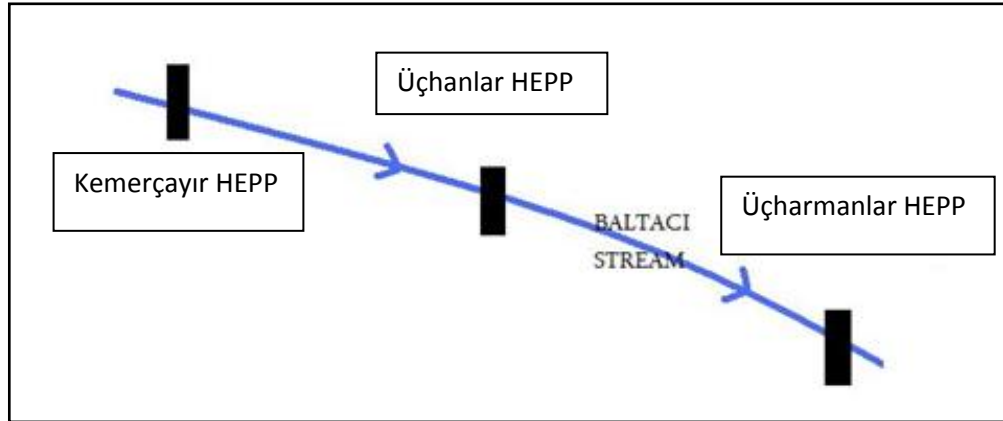 Üçhanlar HEPP
Kemerçayır HEPP
Üçharmanlar HEPP
BALTACI
STREAM